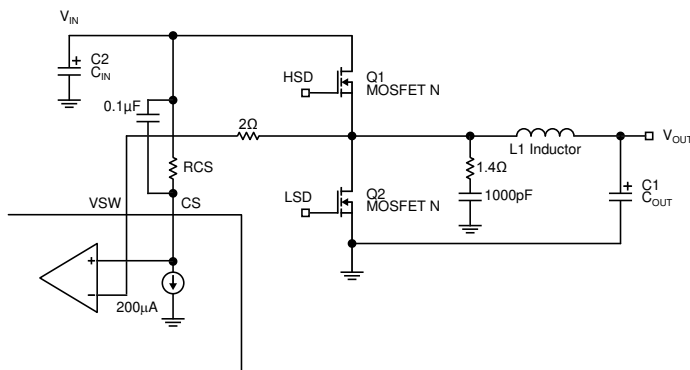 VIN
C2
CIN
0.1μF
HSD
Q1
MOSFET N
2Ω
VOUT
L1 Inductor
RCS
1.4Ω
1000pF
C1
COUT
VSW
CS
LSD
Q2
MOSFET N
+
−
200μA